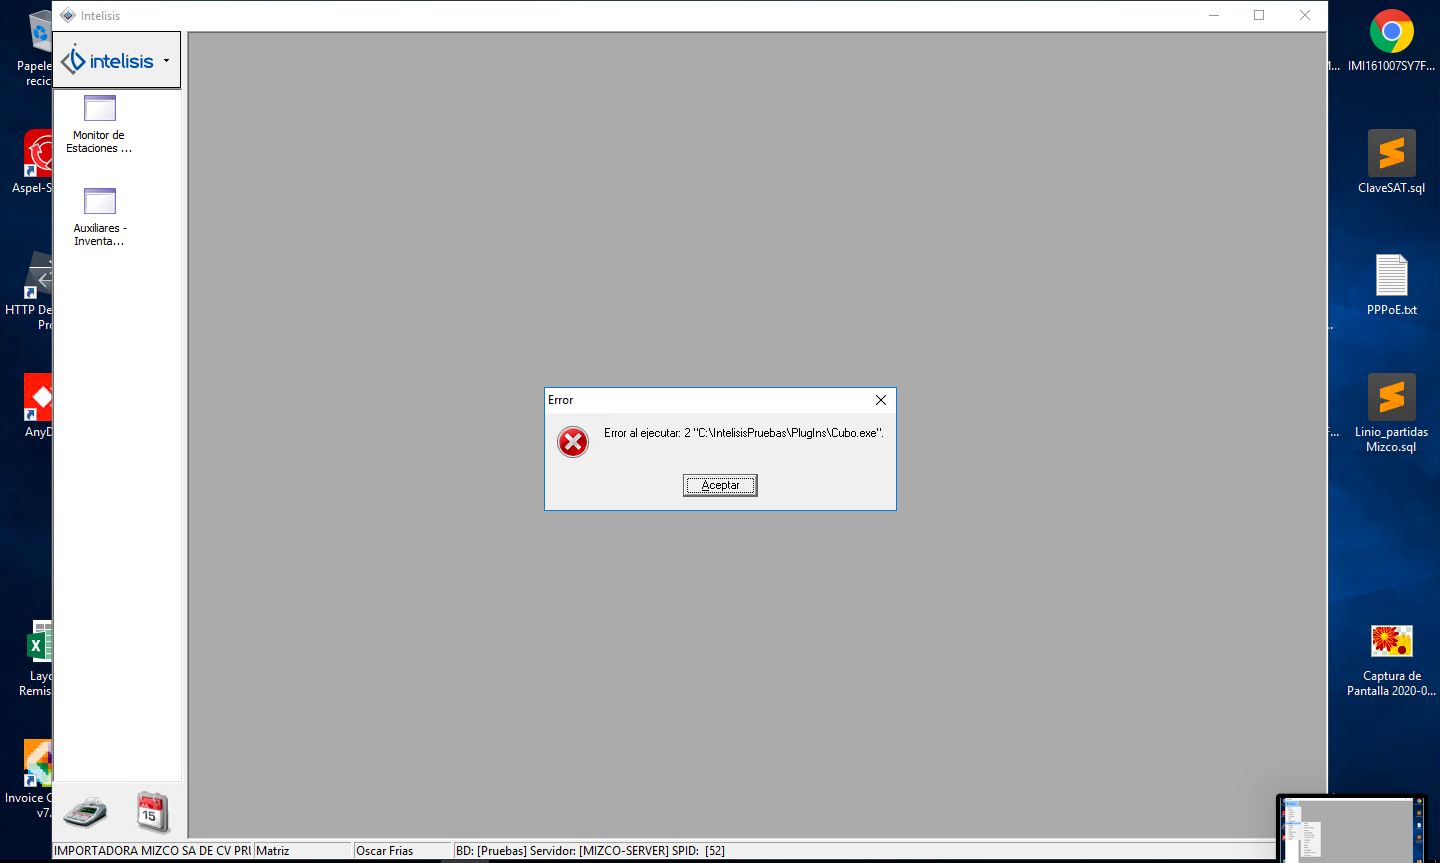 Intelisis
intelisis
Monitor de
Estaciones ...
Auxiliares -
Inventa...
Error
Error al ejecutar: 2 "C:\IntelisisPruebas\PlugIns\Cubo.exe".
Aceptar
15
IMPORTADORA MIZCO SA DE CV PRU
Matriz
Oscar Frias
BD: [Pruebas] Servidor: [MIZCO-SERVER] SPID: [52]
Papele
recic
Aspel-S
HTTP De
Pro
AnyD
Layo
Remis
Invoice C
v7.
IMI161007SY7F...
ClaveSAT.sql
PPPoE.txt
Linio_partidas
Mizco.sql
Captura de
Pantalla 2020-0...